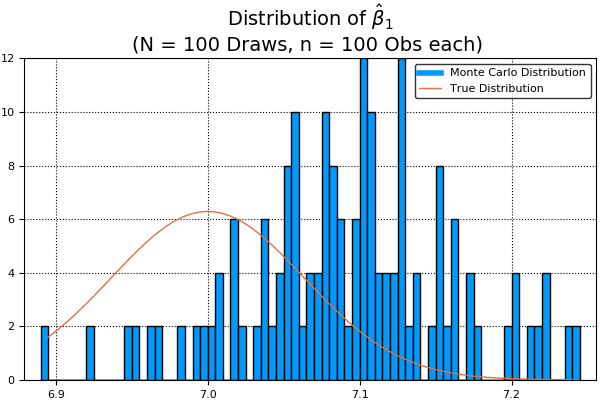 Distribution of β̂₁
(N = 100 Draws, n = 100 Obs each)
Monte Carlo Distribution
True Distribution
12
10
8
6
4
2
0
6.9 7.0 7.1 7.2